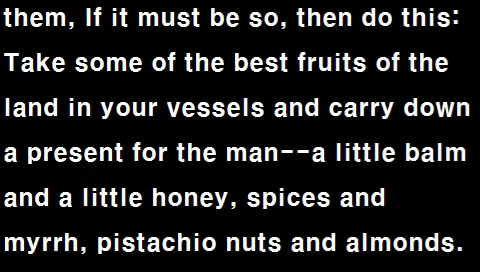 them, If it must be so, then do this:
Take some of the best fruits of the
land in your vessels and carry down
a present for the man--a little balm
and a little honey, spices and
myrrh, pistachio nuts and almonds.